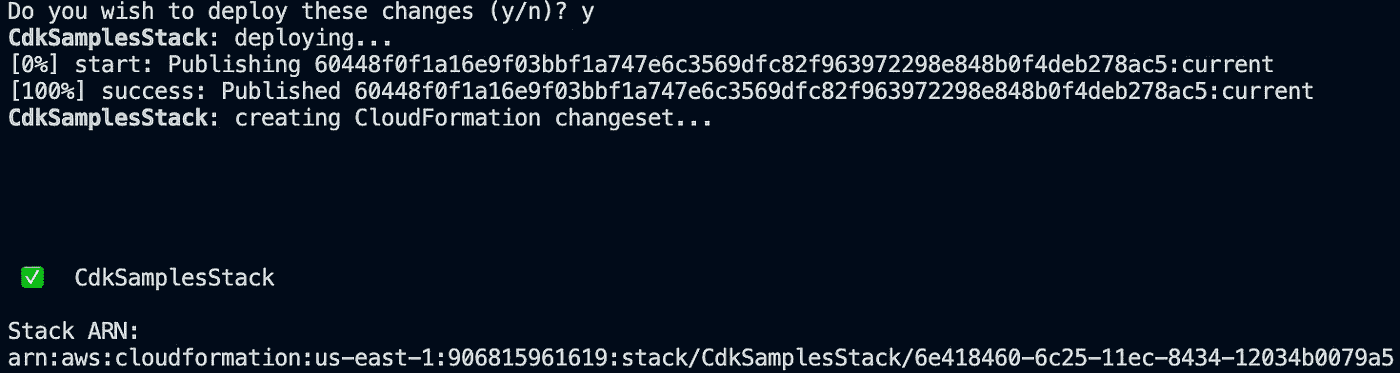 Do you wish to deploy these changes (y/n)? y
CdkSamplesStack: deploying...
[0%] start: Publishing 60448f0f1a16e9f03bbf1a747e6c3569dfc82f963972298e848b0f4deb278ac5:current
[100%] success: Published 60448f0f1a16e9f03bbf1a747e6c3569dfc82f963972298e848b0f4deb278ac5:current
CdkSamplesStack: creating CloudFormation changeset...
✅ CdkSamplesStack
Stack ARN:
arn:aws:cloudformation:us-east-1:906815961619:stack/CdkSamplesStack/6e418460-6c25-11ec-8434-12034b0079a5